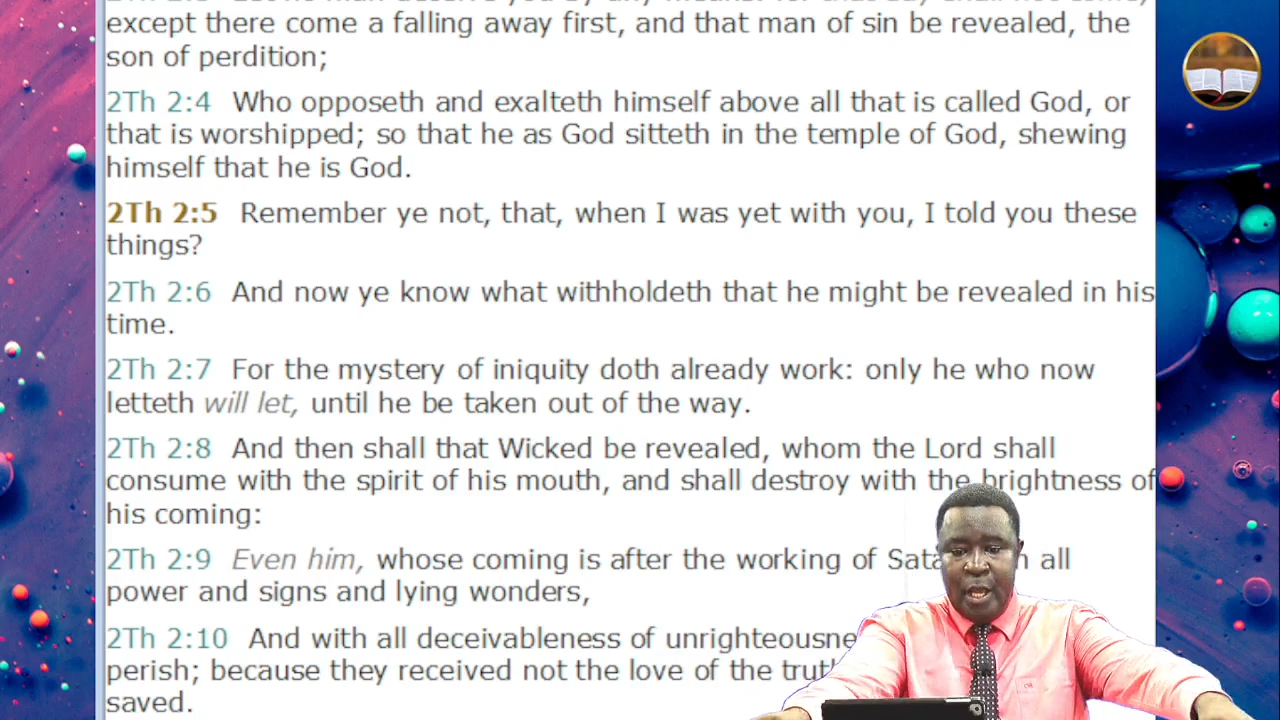 except there come a falling away first, and that man of sin be revealed, the
son of perdition;
2Th 2:4 Who opposeth and exalteth himself above all that is called God, or
that is worshipped; so that he as God sitteth in the temple of God, shewing
himself that he is God.
2Th 2:5 Remember ye not, that, when I was yet with you, I told you these
things?
2Th 2:6 And now ye know what withholdeth that he might be revealed in his
time.
2Th 2:7 For the mystery of iniquity doth already work: only he who now
letteth will let, until he be taken out of the way.
2Th 2:8 And then shall that Wicked be revealed, whom the Lord shall
consume with the spirit of his mouth, and shall destroy with the brightness of
his coming:
2Th 2:9 Even him, whose coming is after the working of all
power and signs and lying wonders,
2Th 2:10 And with all deceivableness of
perish; because they received not the love of the
saved.